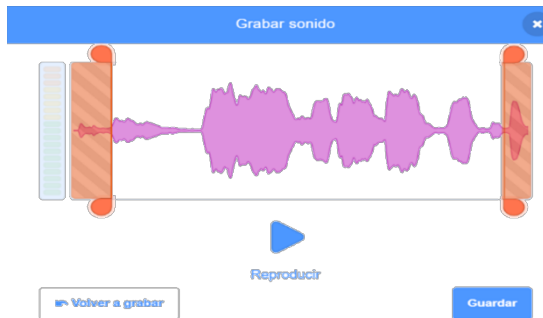 Grabar sonido
Reproducir
Volver a grabar
Guardar